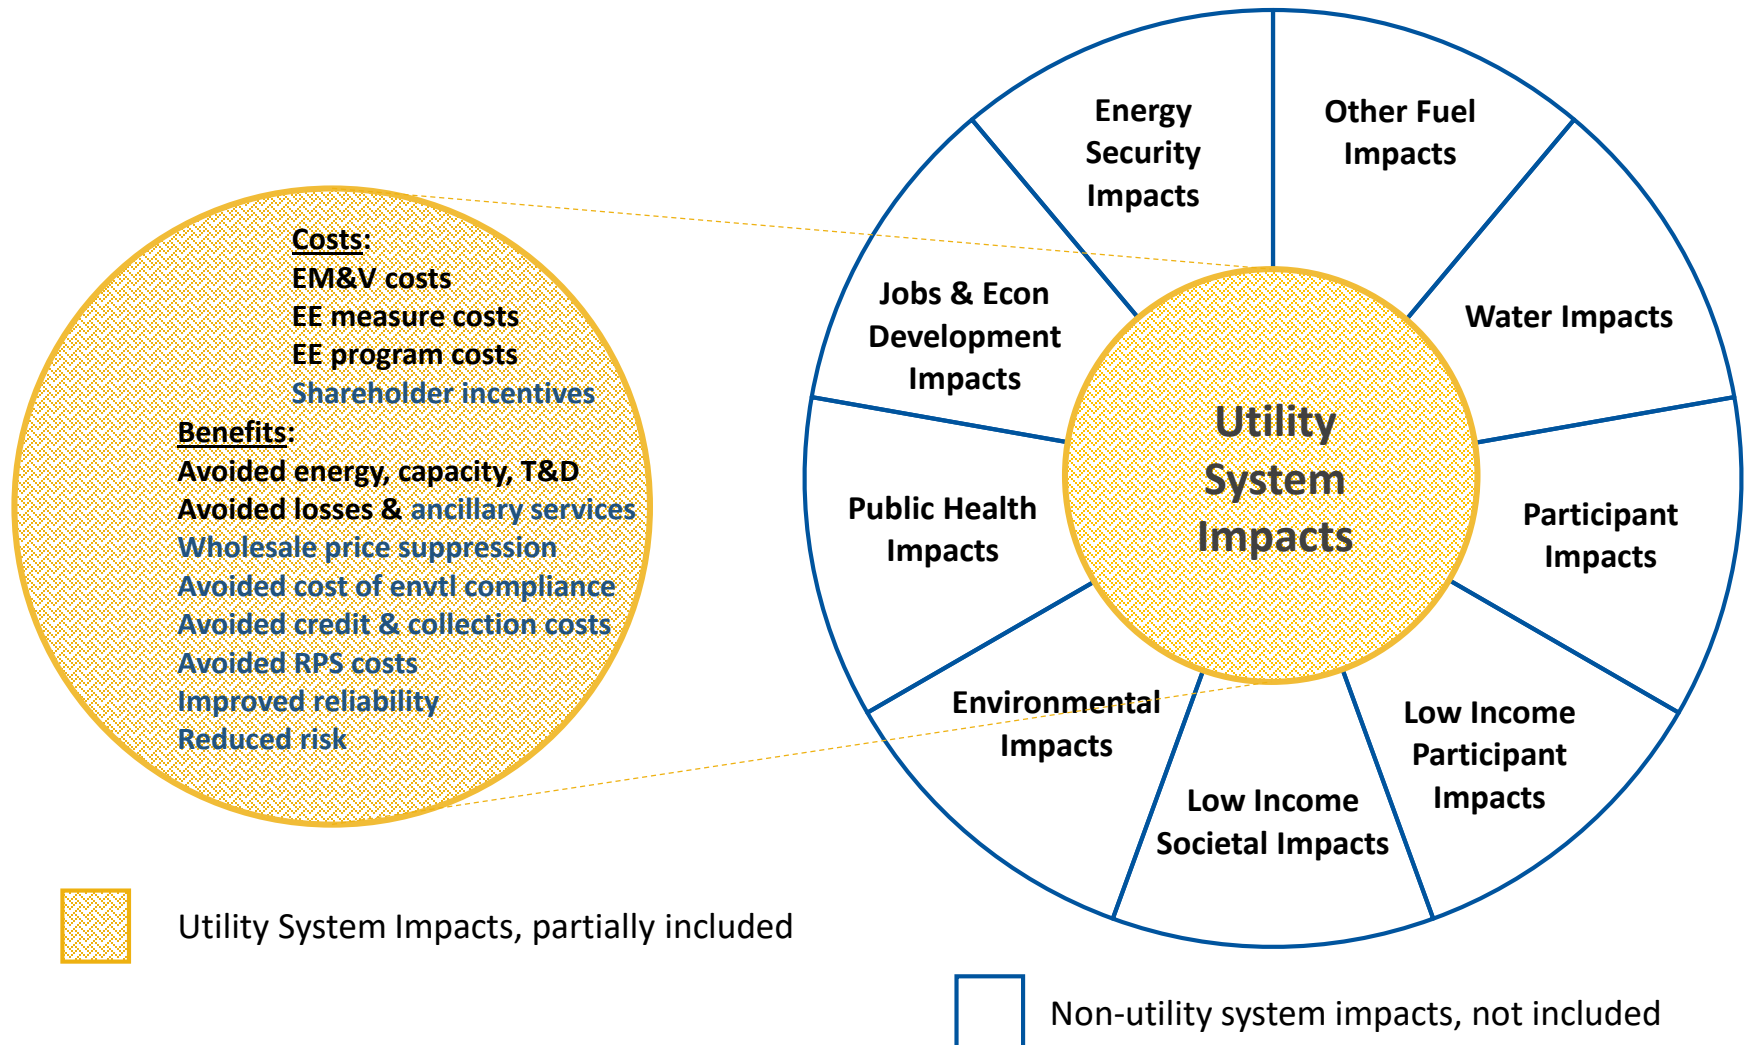 Costs:
EM&V costs
EE measure costs
EE program costs
Shareholder incentives
Benefits:
Avoided energy, capacity, T&D
Avoided losses & ancillary services
Wholesale price suppression
Avoided cost of envtl compliance
Avoided credit & collection costs
Avoided RPS costs
Improved reliability
Reduced risk
Utility
System
Impacts
Energy
Security
Impacts
Other Fuel
Impacts
Water Impacts
Participant
Impacts
Low Income
Participant
Impacts
Low Income
Societal Impacts
Environmental
Impacts
Public Health
Impacts
Jobs & Econ
Development
Impacts
Utility System Impacts, partially included
Non-utility system impacts, not included